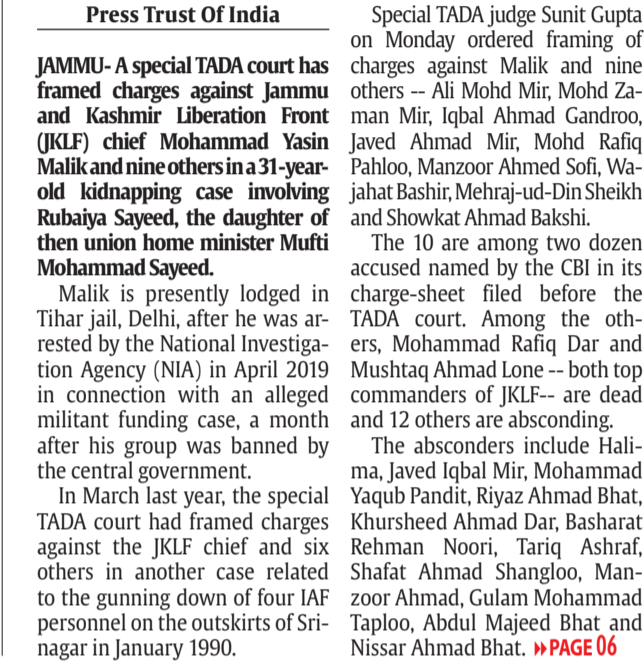 Press Trust Of India
JAMMU- A special TADA court has
framed charges against Jammu
and Kashmir Liberation Front
(JKLF) chief Mohammad Yasin
Malik and nine others in a 31-year-
old kidnapping case involving
Rubaiya Sayeed, the daughter of
then union home minister Mufti
Mohammad Sayeed.
Malik is presently lodged in
Tihar jail, Delhi, after he was ar-
rested by the National Investiga-
tion Agency (NIA) in April 2019
in connection with an alleged
militant funding case, a month
after his group was banned by
the central government.
In March last year, the special
TADA court had framed charges
against the JKLF chief and six
others in another case related
to the gunning down of four IAF
personnel on the outskirts of Sri-
nagar in January 1990.
Special TADA judge Sunit Gupta
on Monday ordered framing of
charges against Malik and nine
others -- Ali Mohd Mir, Mohd Za-
man Mir, Iqbal Ahmad Gandroo,
Javed Ahmad Mir, Mohd Rafiq
Pahloo, Manzoor Ahmed Sofi, Wa-
jahat Bashir, Mehraj-ud-Din Sheikh
and Showkat Ahmad Bakshi.
The 10 are among two dozen
accused named by the CBI in its
charge-sheet filed before the
TADA court. Among the oth-
ers, Mohammad Rafiq Dar and
Mushtaq Ahmad Lone -- both top
commanders of JKLF-- are dead
and 12 others are absconding.
The absconders include Hali-
ma, Javed Iqbal Mir, Mohammad
Yaqub Pandit, Riyaz Ahmad Bhat,
Khursheed Ahmad Dar, Basharat
Rehman Noori, Tariq Ashraf,
Shafat Ahmad Shangloo, Man-
zoor Ahmad, Gulam Mohammad
Taploo, Abdul Majeed Bhat and
Nissar Ahmad Bhat. PAGE 06